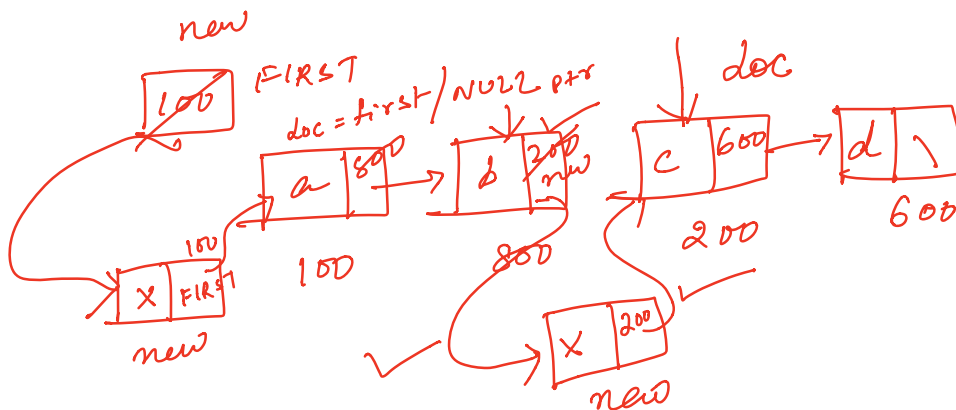 new
100 FIRST
doc = first / NULL ptr
doc
a 800
b 200 new
c 600
d \
100
800
200
600
100
X FIRST
new
X 200
new